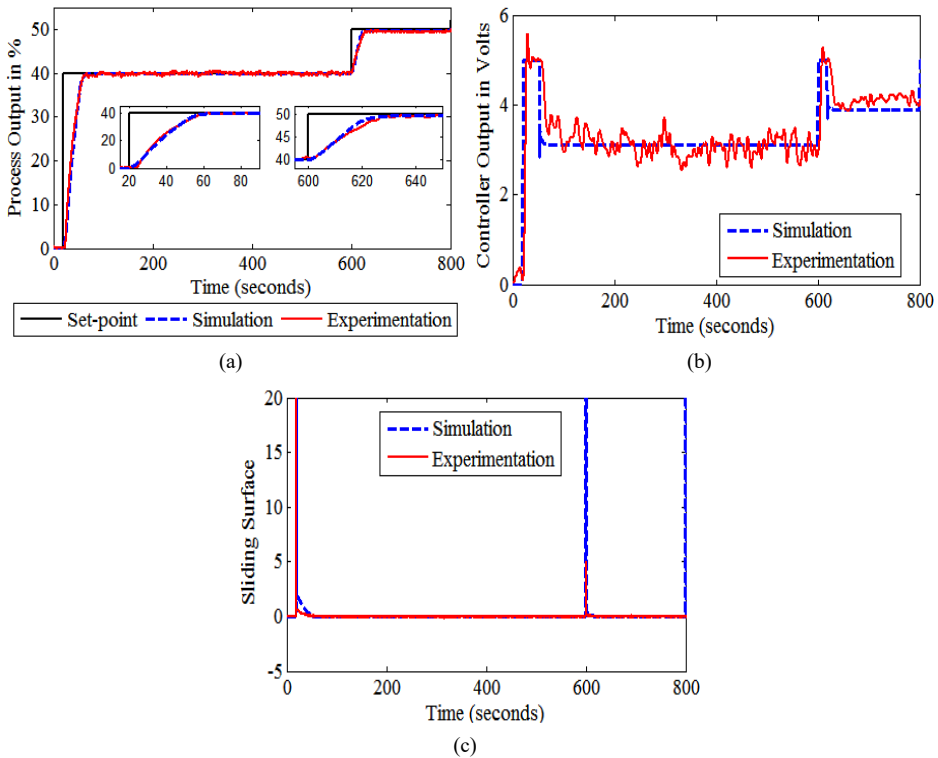 Process Output in %
50
40
30
20
10
0
40
20
0
20 40 60 80
50
45
40
600 620 640
0 200 400 600 800
Time (seconds)
Set-point Simulation Experimentation
(a)
Controller Output in Volts
6
4
2
0
Simulation
Experimentation
0 200 400 600 800
Time (seconds)
(b)
Sliding Surface
20
15
10
5
0
-5
Simulation
Experimentation
0 200 400 600 800
Time (seconds)
(c)